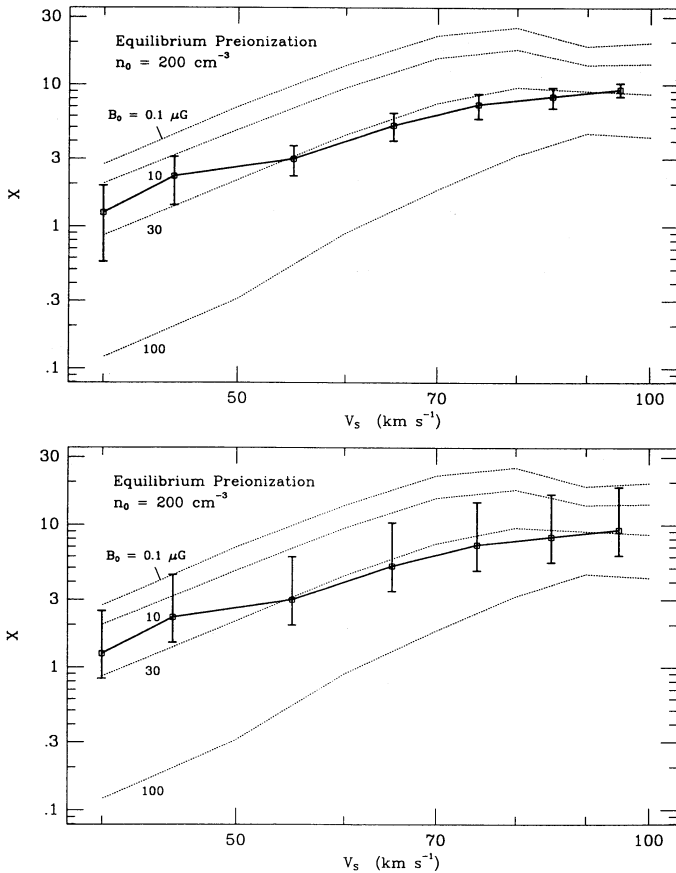 30
Equilibrium Preionization
n₀ = 200 cm⁻³
10
B₀ = 0.1 μG
3
10
X
1
30
.3
100
.1
50
70
100
V_S (km s⁻¹)
30
Equilibrium Preionization
n₀ = 200 cm⁻³
10
B₀ = 0.1 μG
3
10
X
1
30
.3
100
.1
50
70
100
V_S (km s⁻¹)